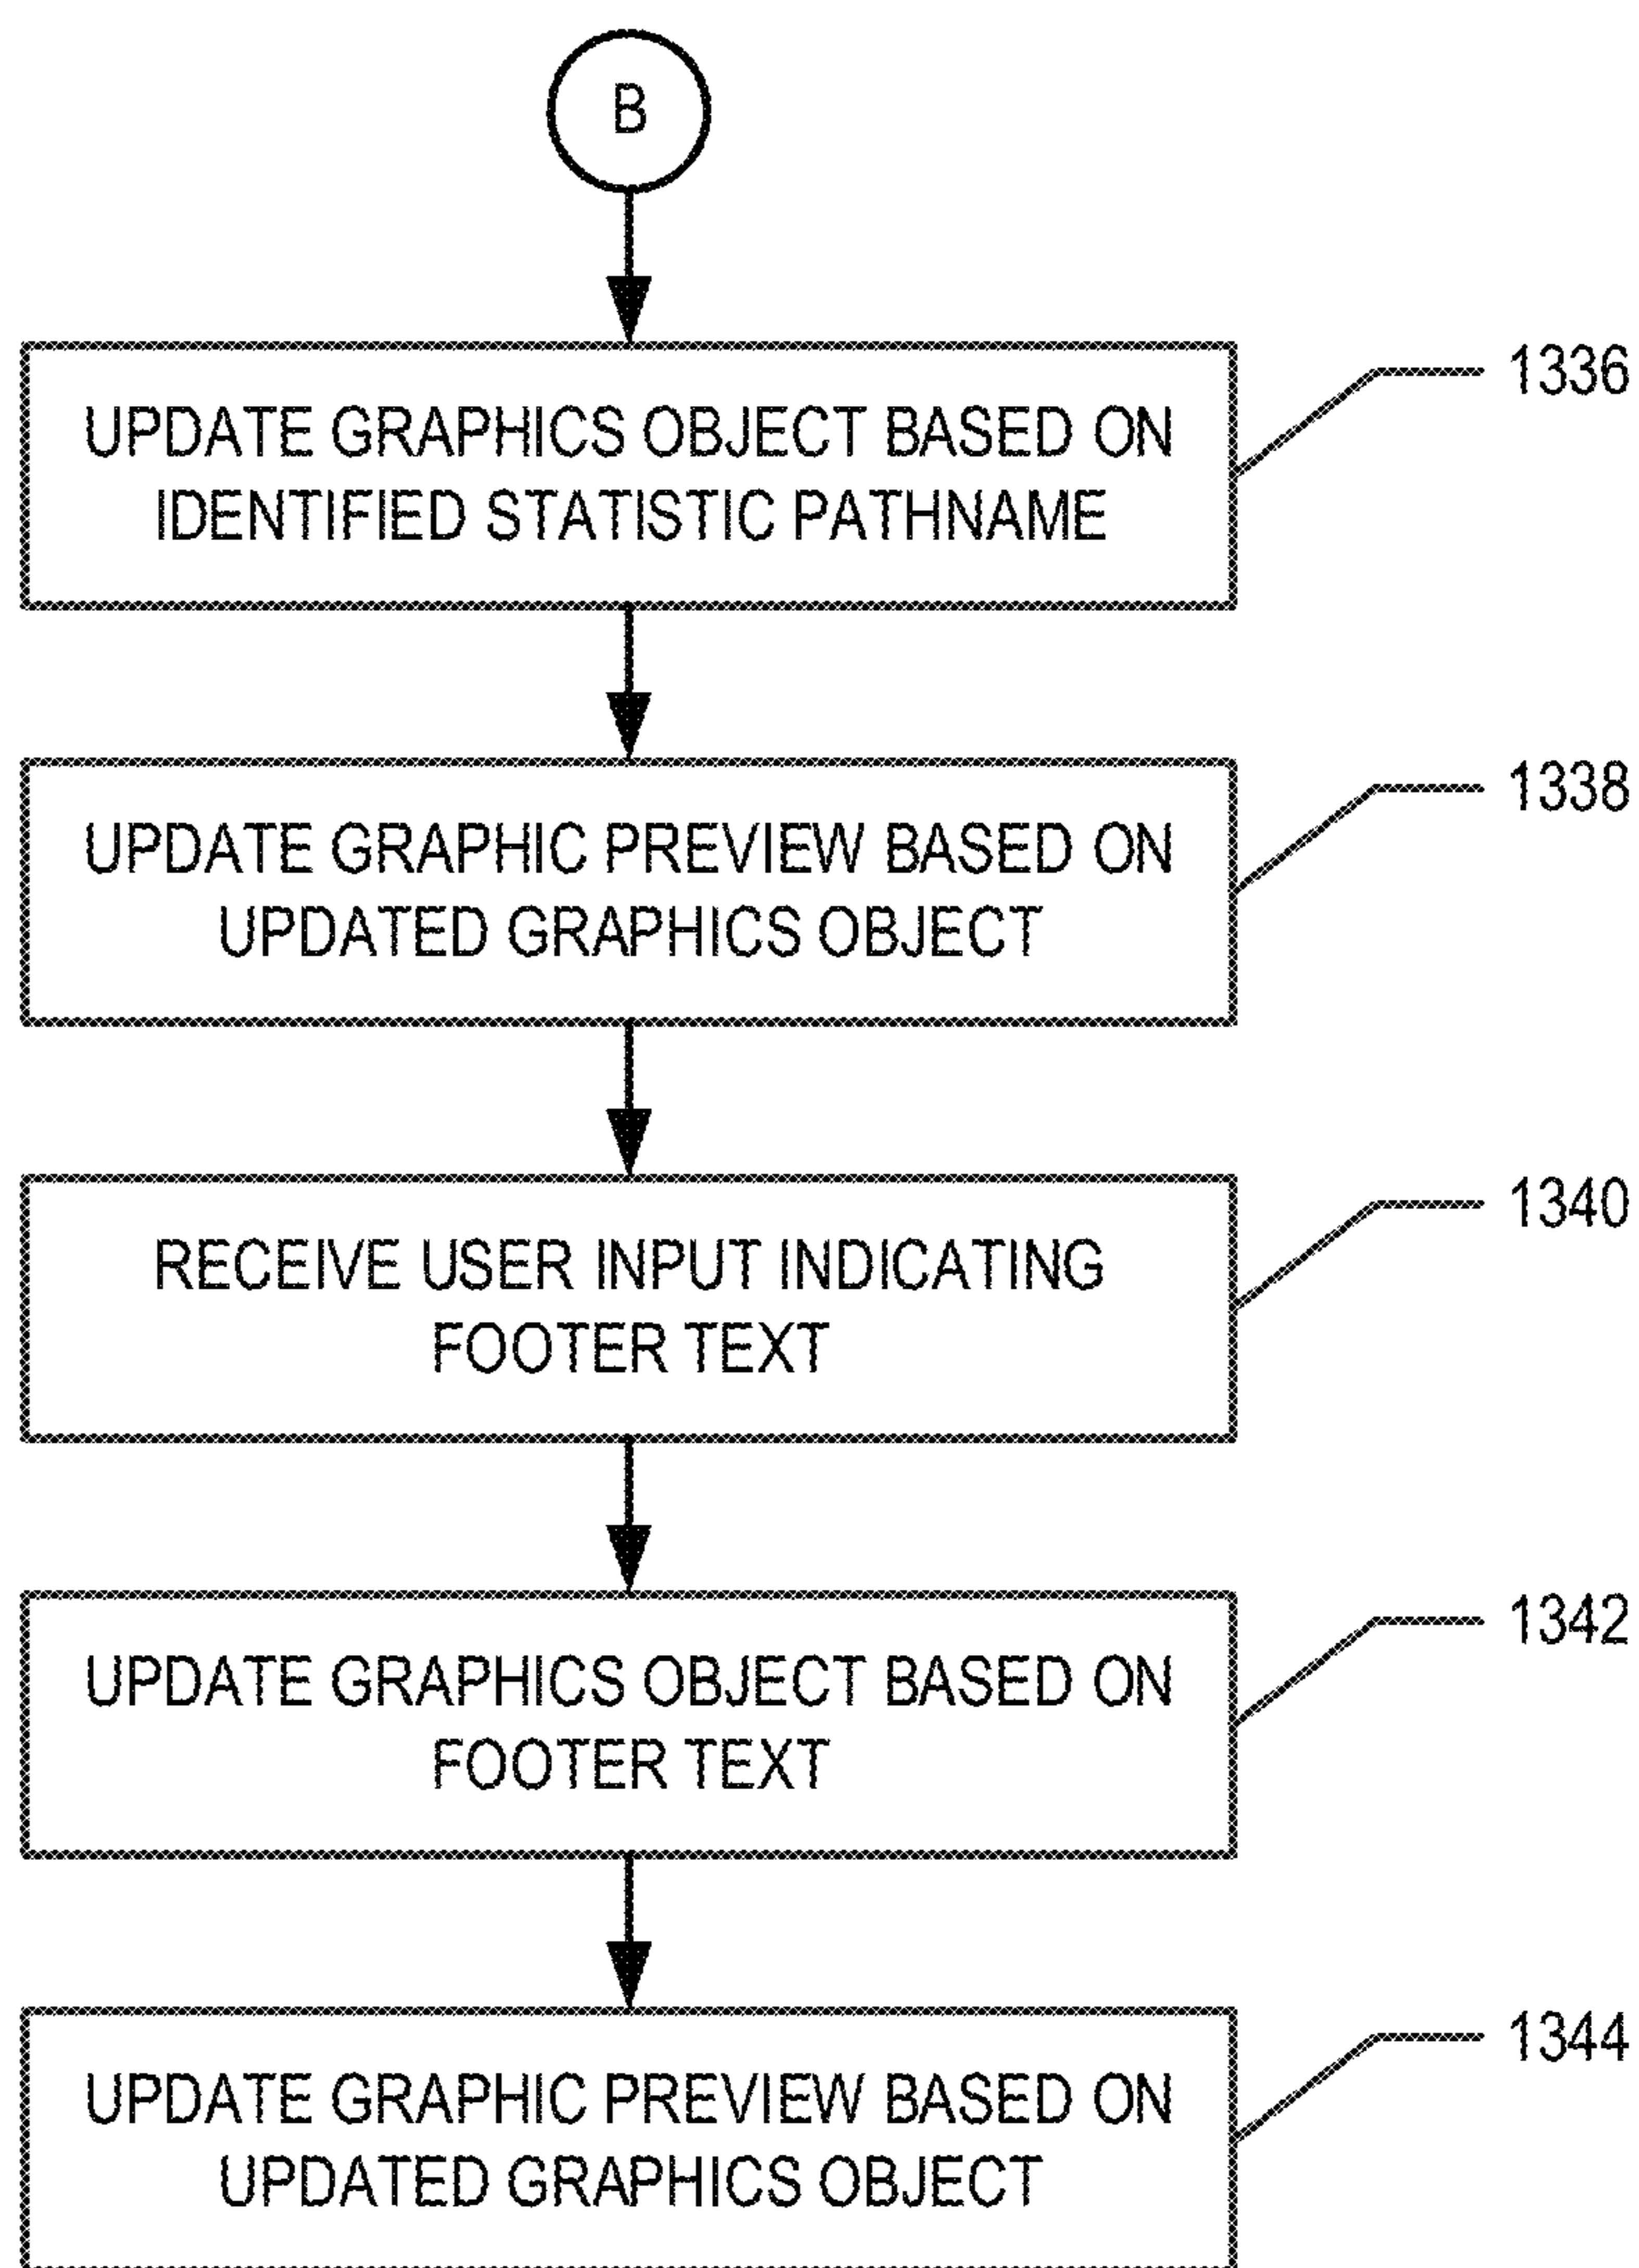 B
UPDATE GRAPHICS OBJECT BASED ON
IDENTIFIED STATISTIC PATHNAME
1336
UPDATE GRAPHIC PREVIEW BASED ON
UPDATED GRAPHICS OBJECT
1338
RECEIVE USER INPUT INDICATING
FOOTER TEXT
1340
UPDATE GRAPHICS OBJECT BASED ON
FOOTER TEXT
1342
UPDATE GRAPHIC PREVIEW BASED ON
UPDATED GRAPHICS OBJECT
1344